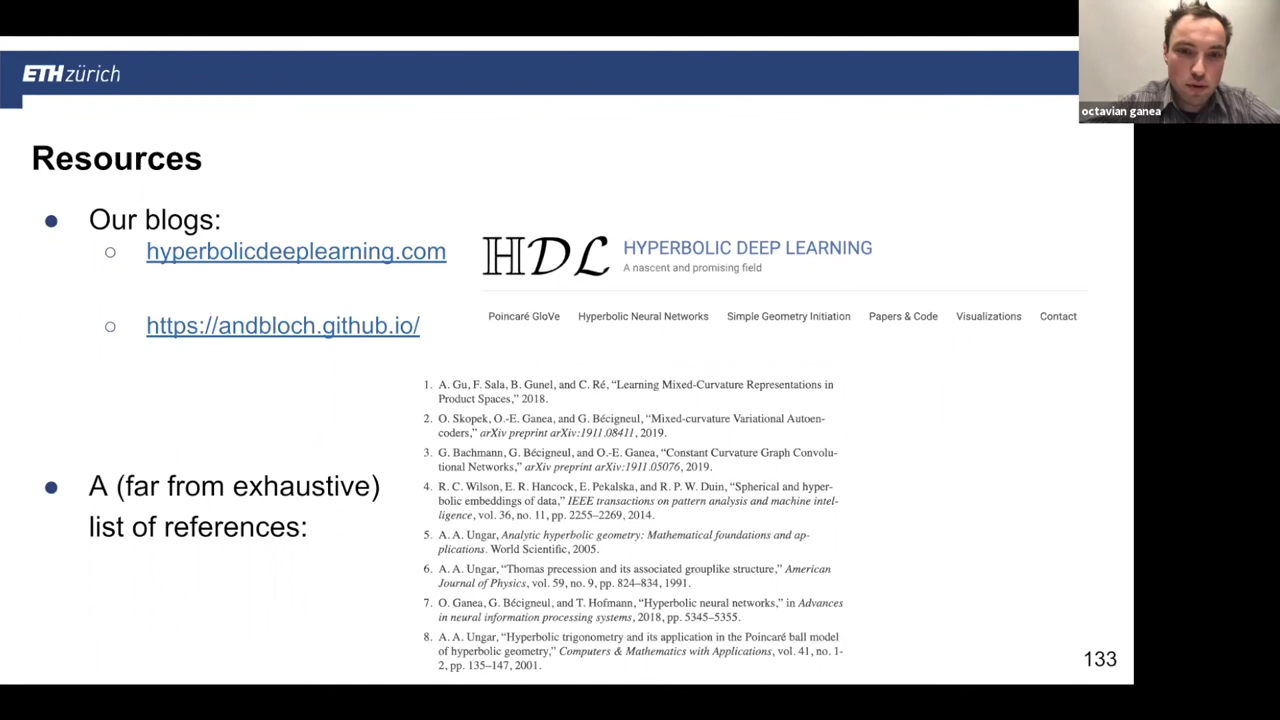 ETH zürich
octavian ganea
Resources
● Our blogs:
○ hyperbolicdeeplearning.com
○ https://andbloch.github.io/
HDL HYPERBOLIC DEEP LEARNING
A nascent and promising field
Poincaré GloVe Hyperbolic Neural Networks Simple Geometry Initiation Papers & Code Visualizations Contact
● A (far from exhaustive)
list of references:
1. A. Gu, F. Sala, B. Gunel, and C. Ré, “Learning Mixed-Curvature Representations in
Product Spaces,” 2018.
2. O. Skopek, O.-E. Ganea, and G. Bécigneul, “Mixed-curvature Variational Autoen-
coders,” arXiv preprint arXiv:1911.08411, 2019.
3. G. Bachmann, G. Bécigneul, and O.-E. Ganea, “Constant Curvature Graph Convolu-
tional Networks,” arXiv preprint arXiv:1911.05076, 2019.
4. R. C. Wilson, E. R. Hancock, E. Pekalska, and R. P. W. Duin, “Spherical and hyper-
bolic embeddings of data,” IEEE transactions on pattern analysis and machine intel-
ligence, vol. 36, no. 11, pp. 2255–2269, 2014.
5. A. A. Ungar, Analytic hyperbolic geometry: Mathematical foundations and ap-
plications. World Scientific, 2005.
6. A. A. Ungar, “Thomas precession and its associated grouplike structure,” American
Journal of Physics, vol. 59, no. 9, pp. 824–834, 1991.
7. O. Ganea, G. Bécigneul, and T. Hofmann, “Hyperbolic neural networks,” in Advances
in neural information processing systems, 2018, pp. 5345–5355.
8. A. A. Ungar, “Hyperbolic trigonometry and its application in the Poincaré ball model
of hyperbolic geometry,” Computers & Mathematics with Applications, vol. 41, no. 1-
2, pp. 135–147, 2001.
133